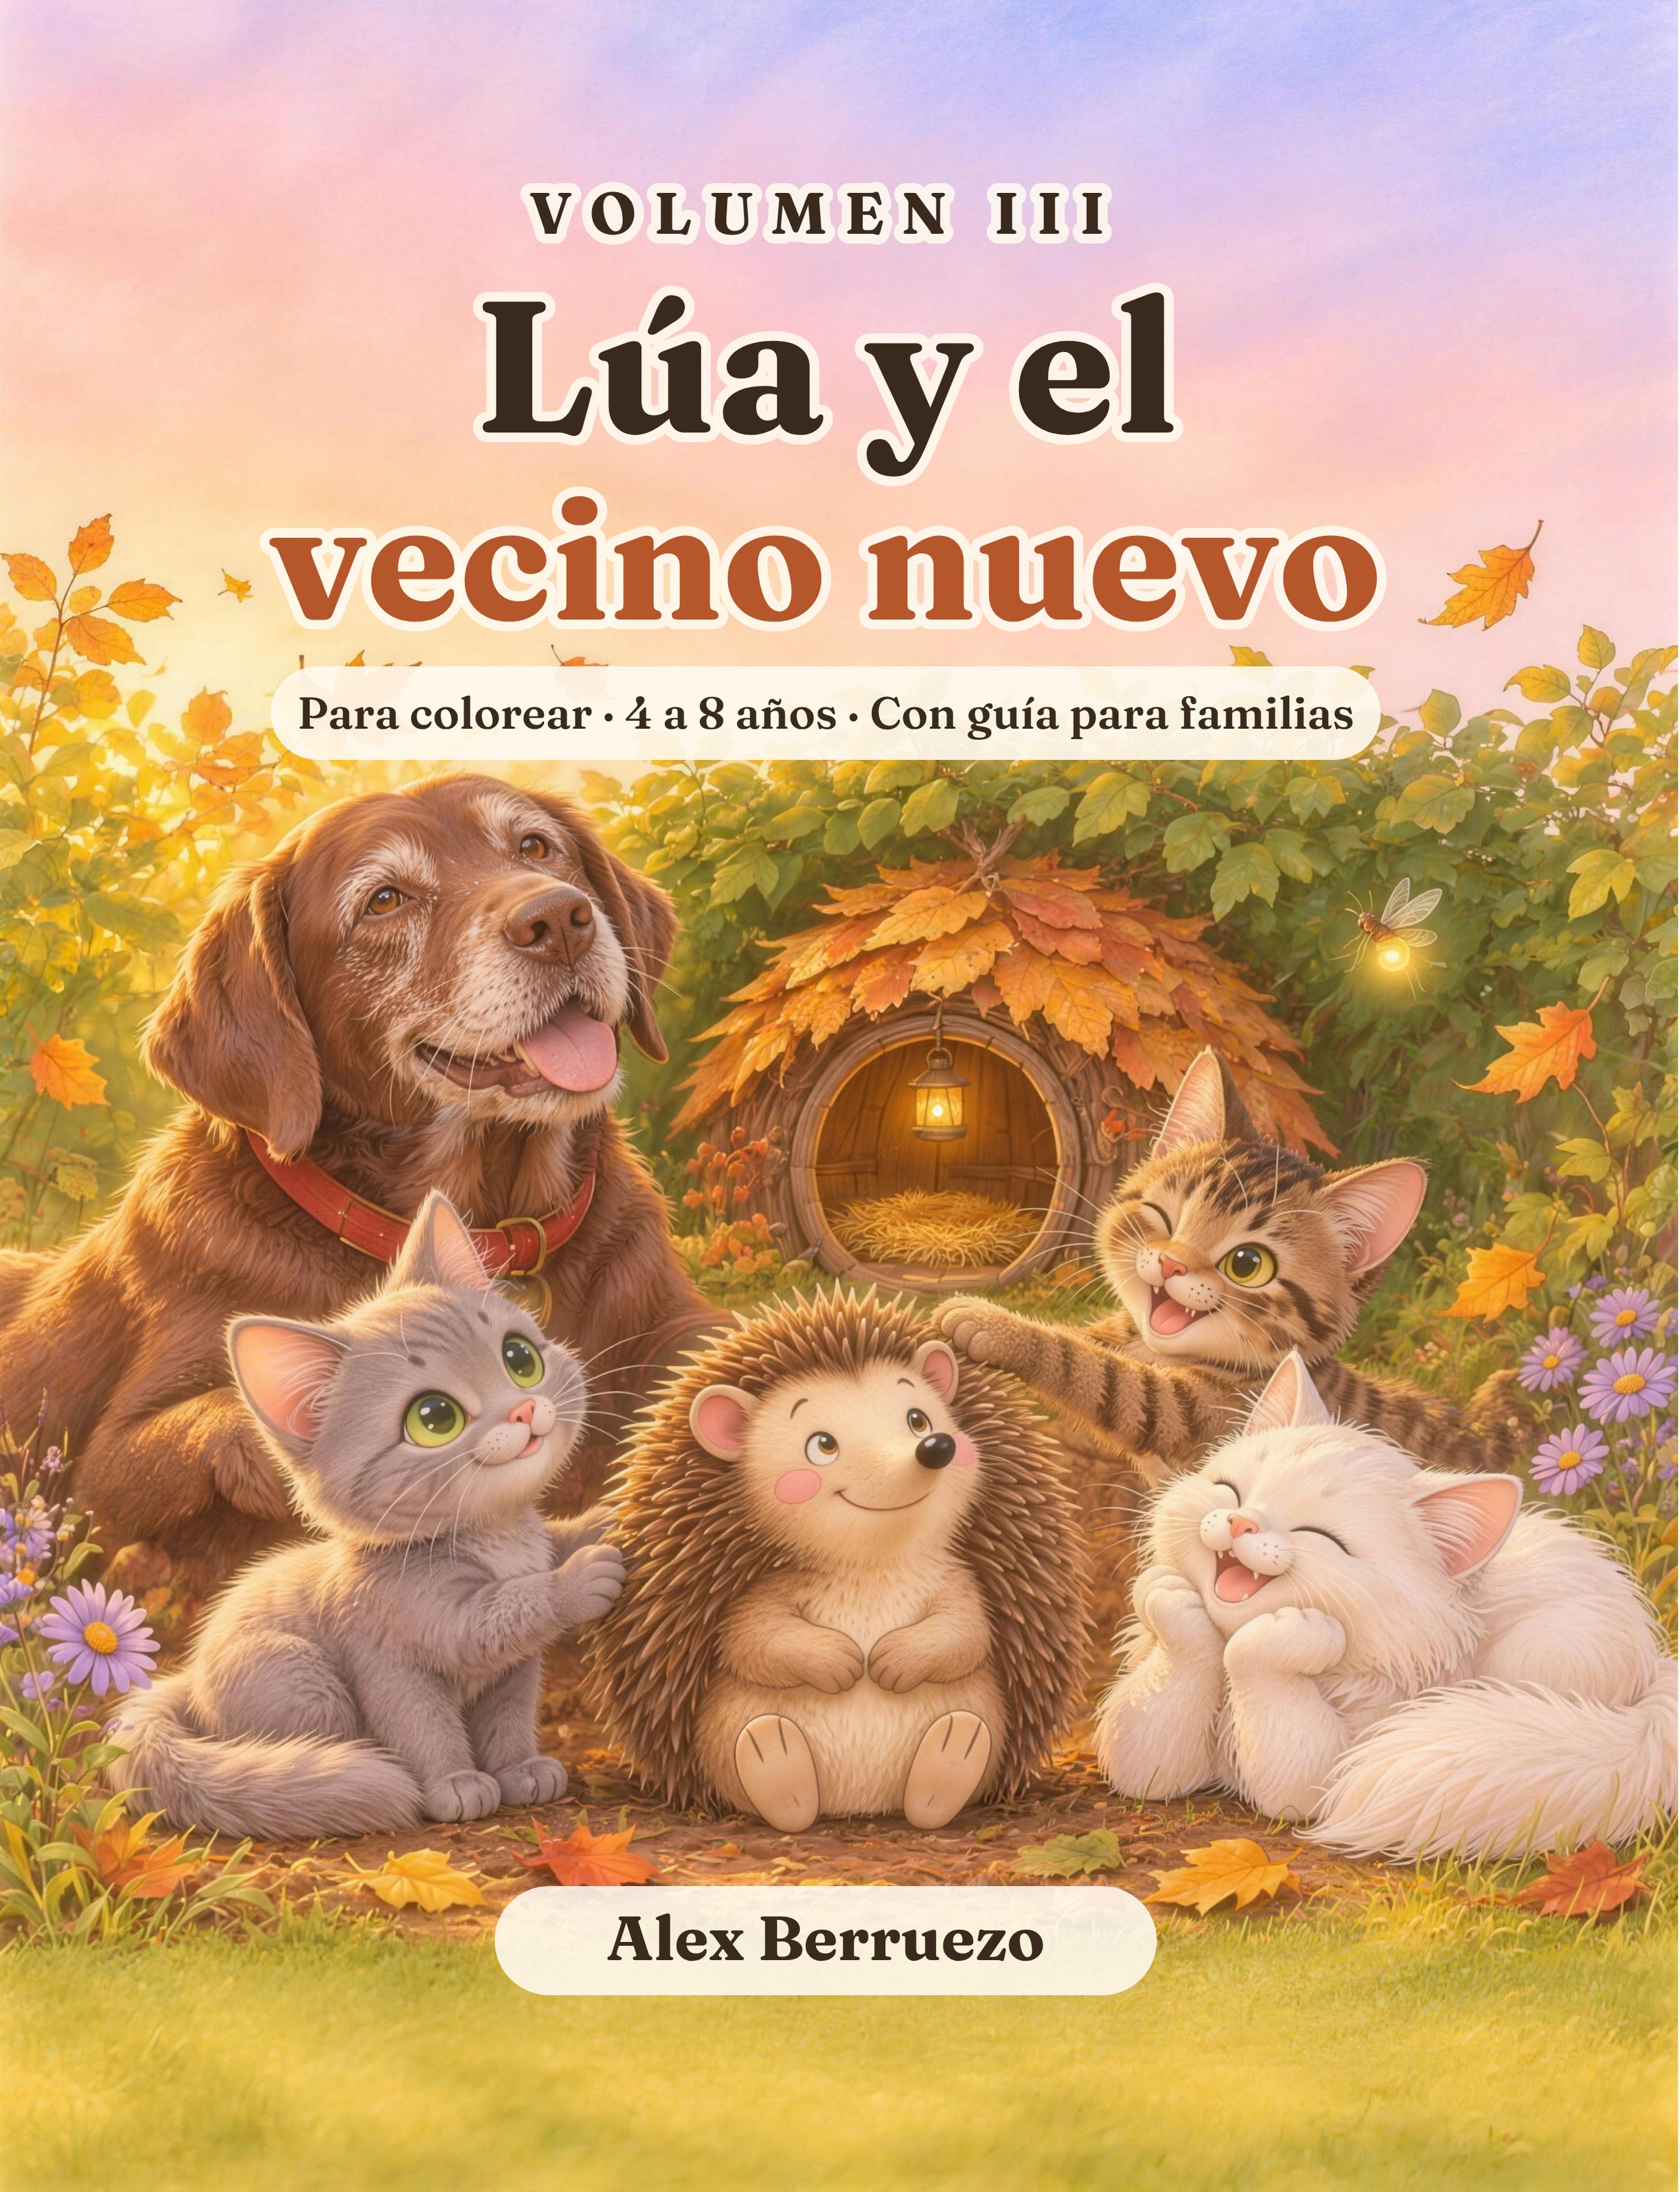 VOLUMEN III
Lúa y el
vecino nuevo
Para colorear · 4 a 8 años · Con guía para familias
Alex Berruezo